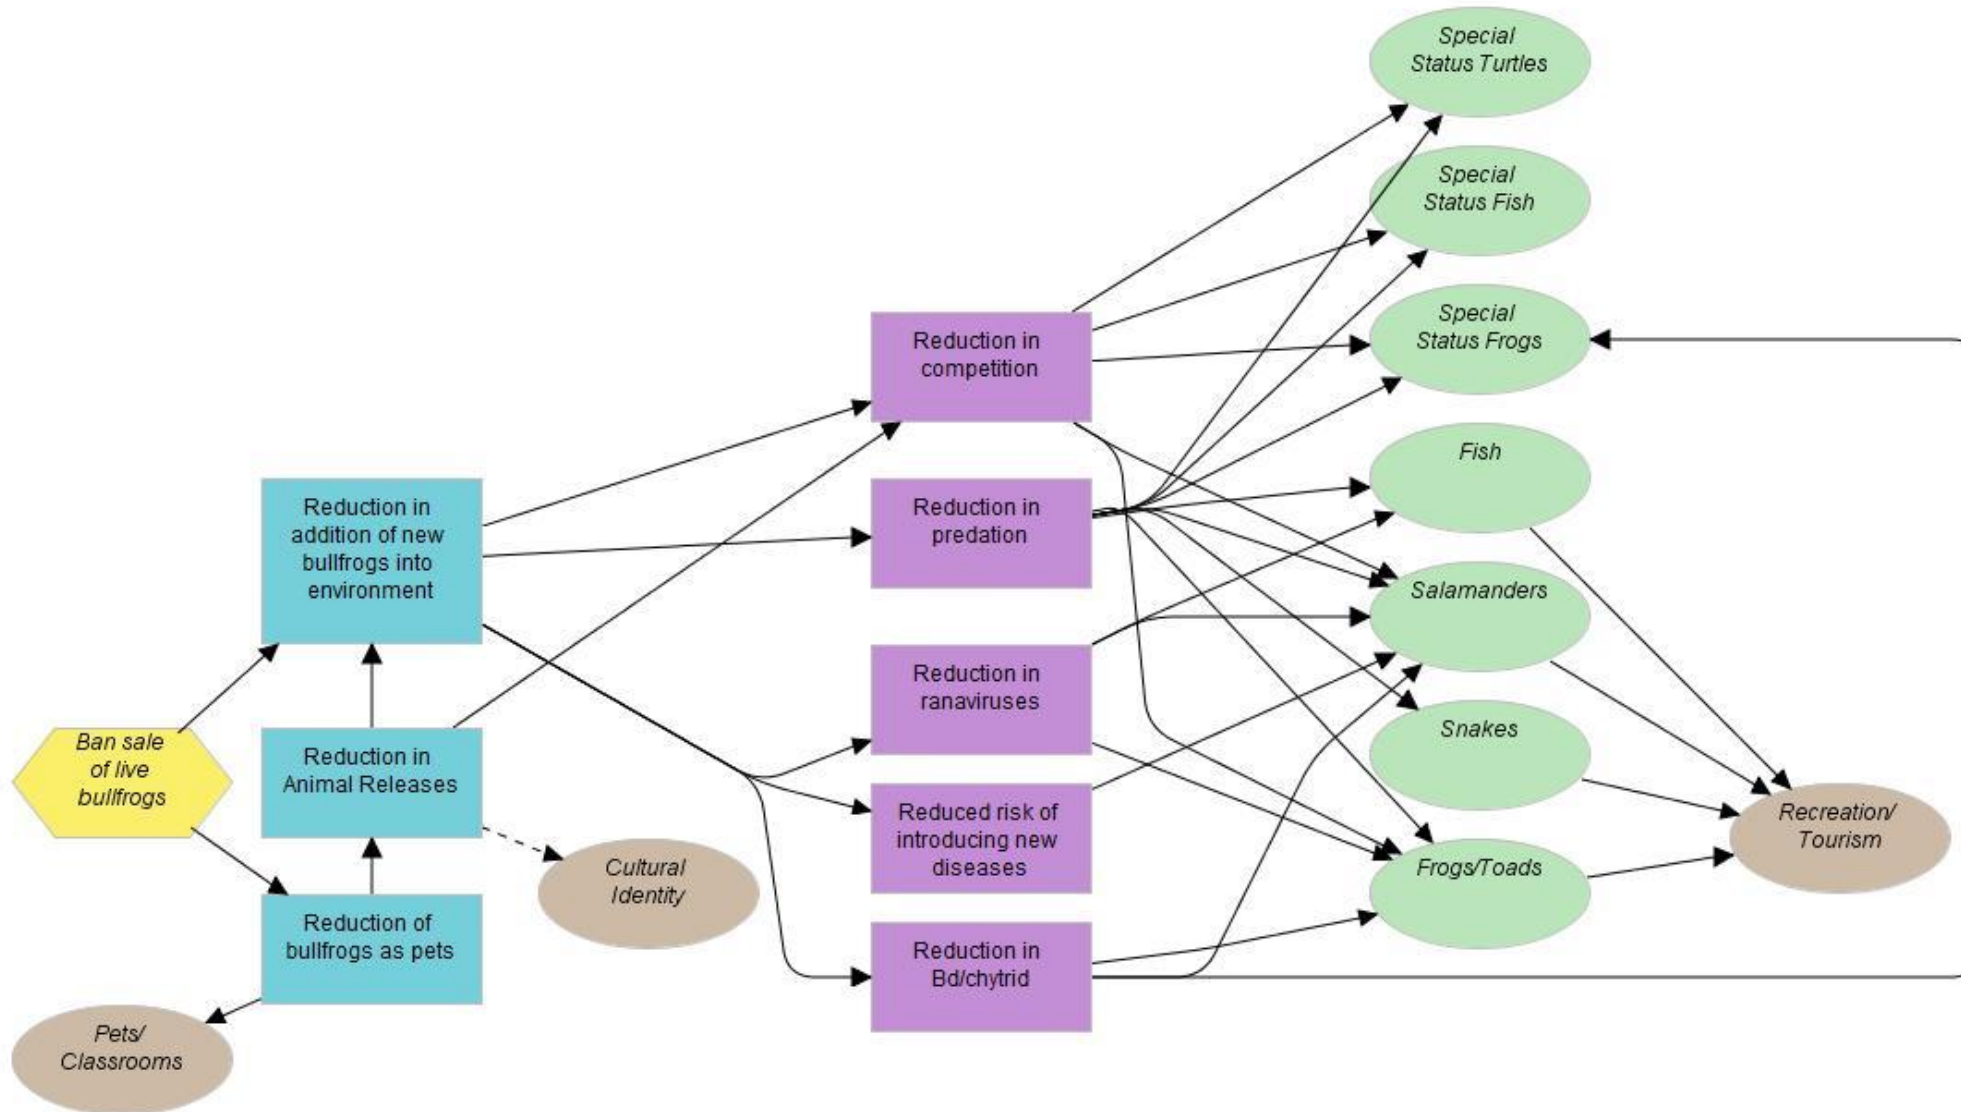 Special
Status Turtles
Special
Status Fish
Special
Status Frogs
Reduction in
competition
Fish
Reduction in
addition of new
bullfrogs into
environment
Reduction in
predation
Salamanders
Reduction in
ranaviruses
Snakes
Ban sale
of live
bullfrogs
Reduction in
Animal Releases
Reduced risk of
introducing new
diseases
Recreation/
Tourism
Cultural
Identity
Frogs/Toads
Reduction of
bullfrogs as pets
Reduction in
Bd/chytrid
Pets/
Classrooms